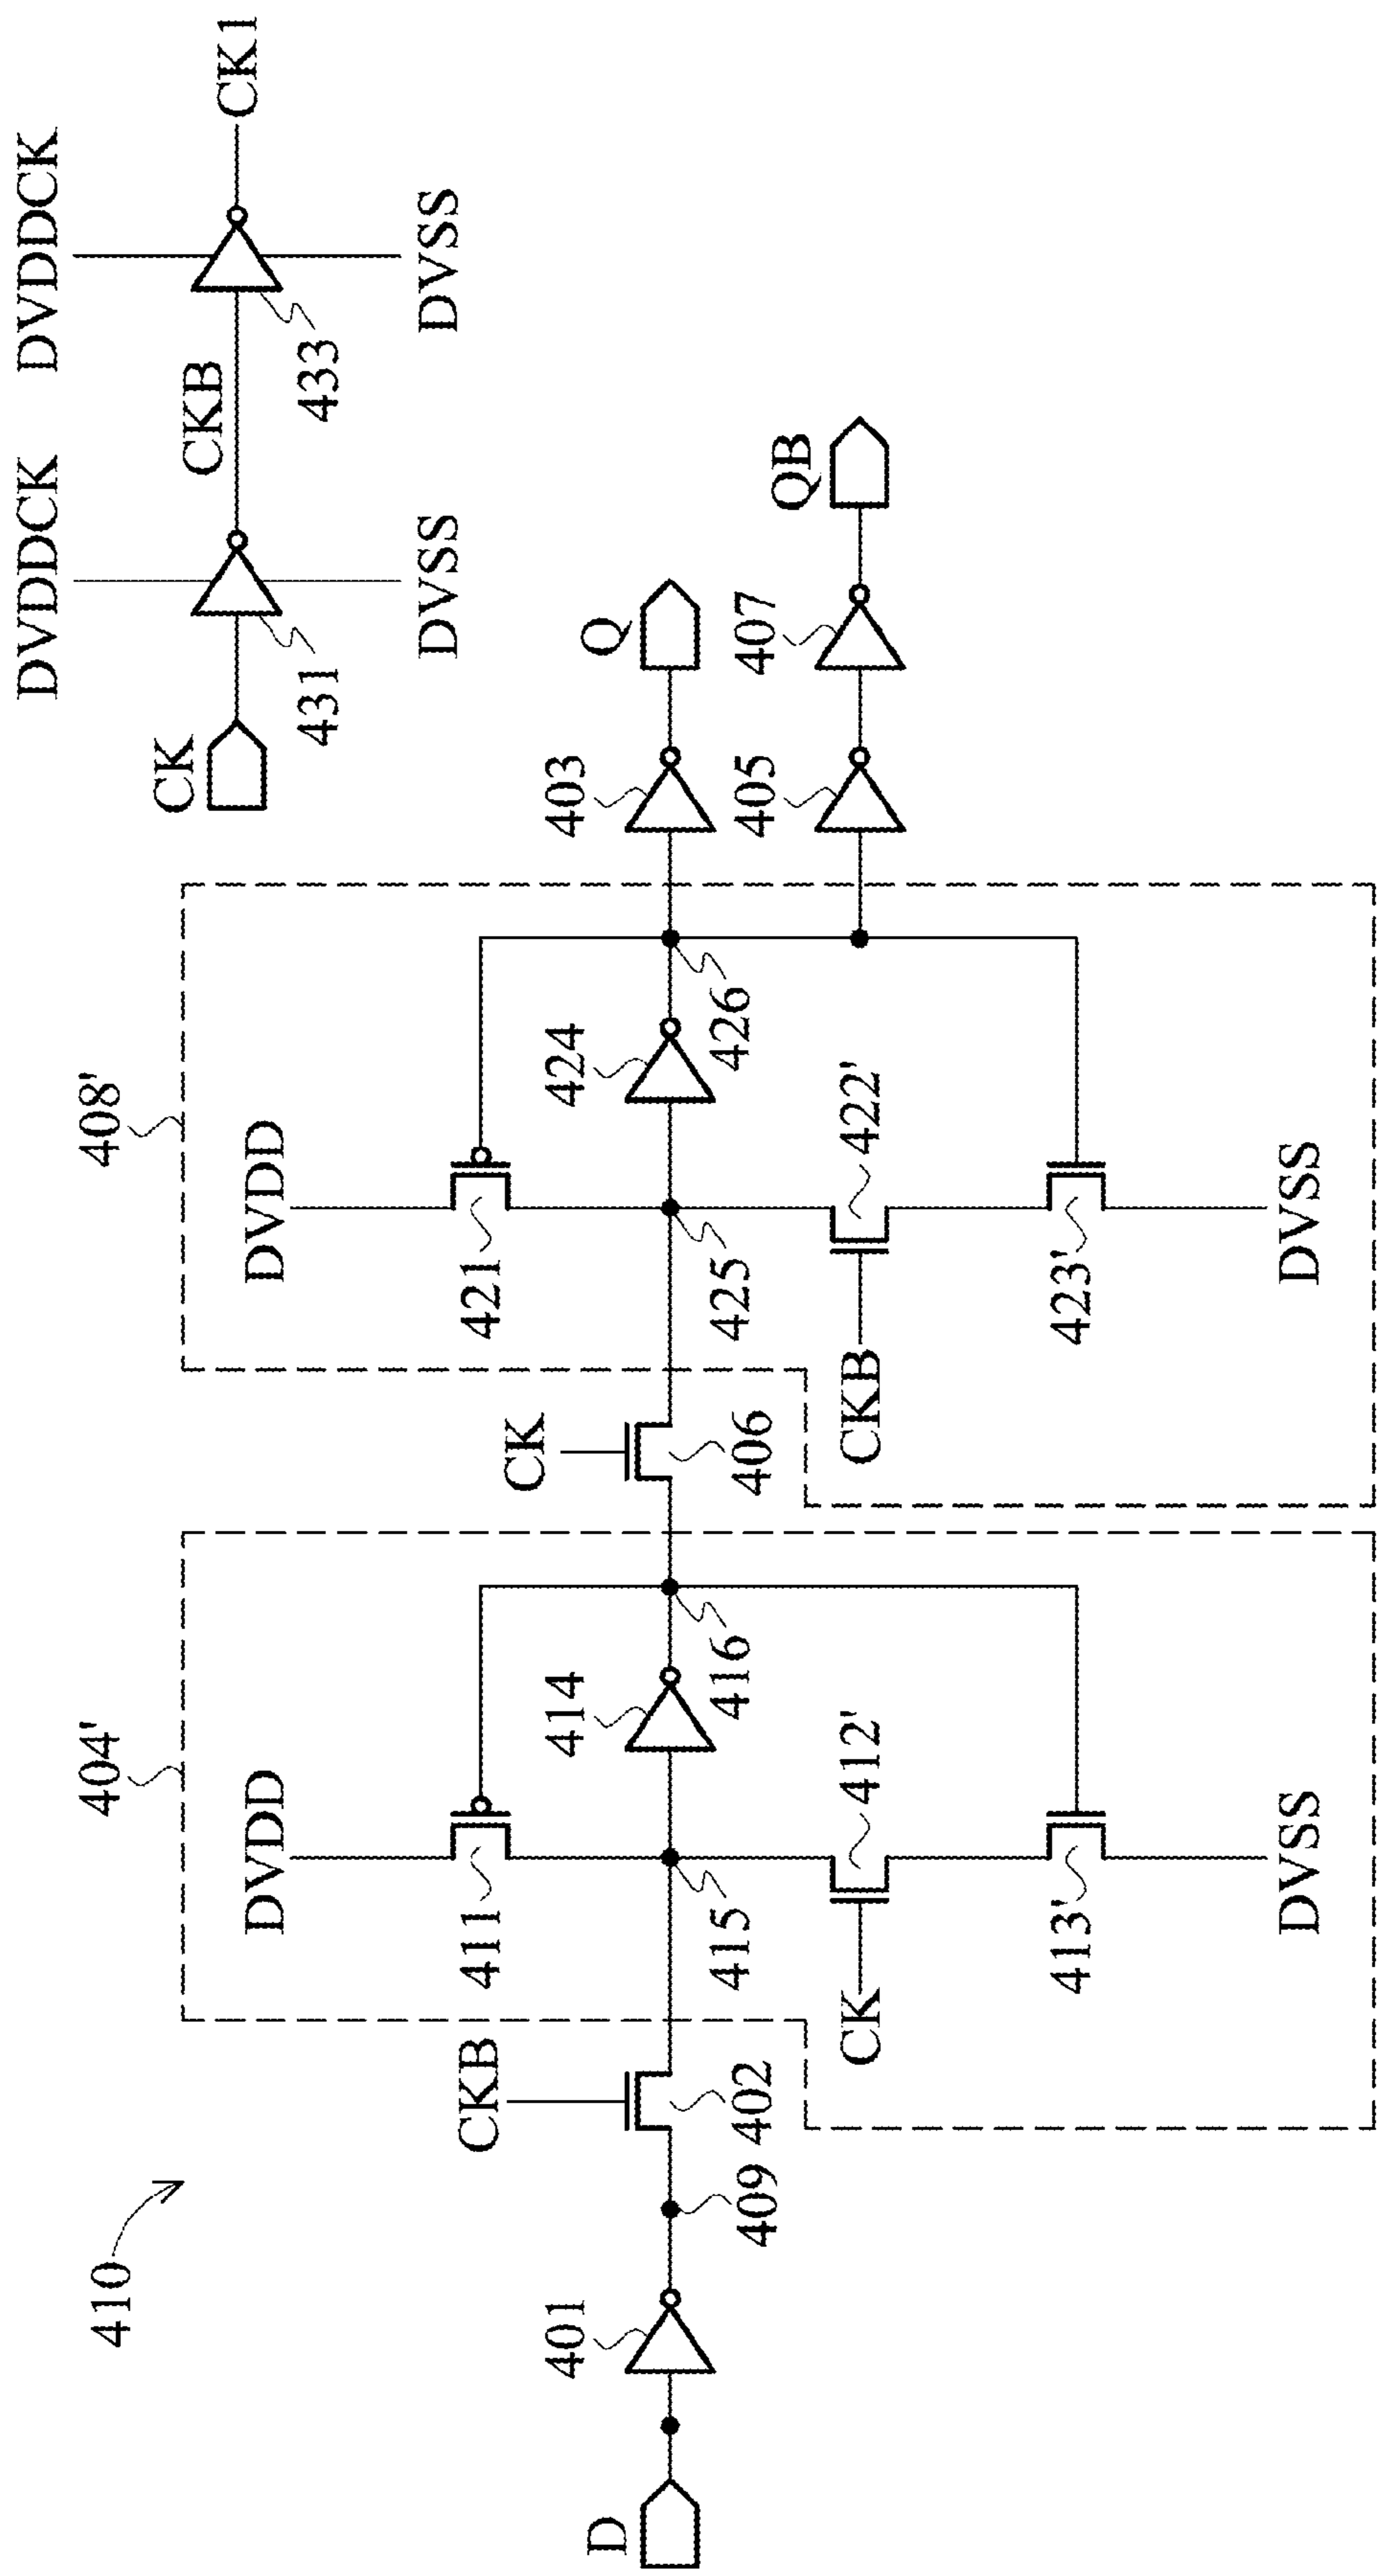 410
D
401
409
CKB
402
404'
DVDD
411
415
414
416
CK
412'
413'
DVSS
CK
406
408'
DVDD
421
425
424
426
CKB
422'
423'
DVSS
403
Q
405
407
QB
CK
DVDDCK
431
DVSS
CKB
DVDDCK
433
DVSS
CK1